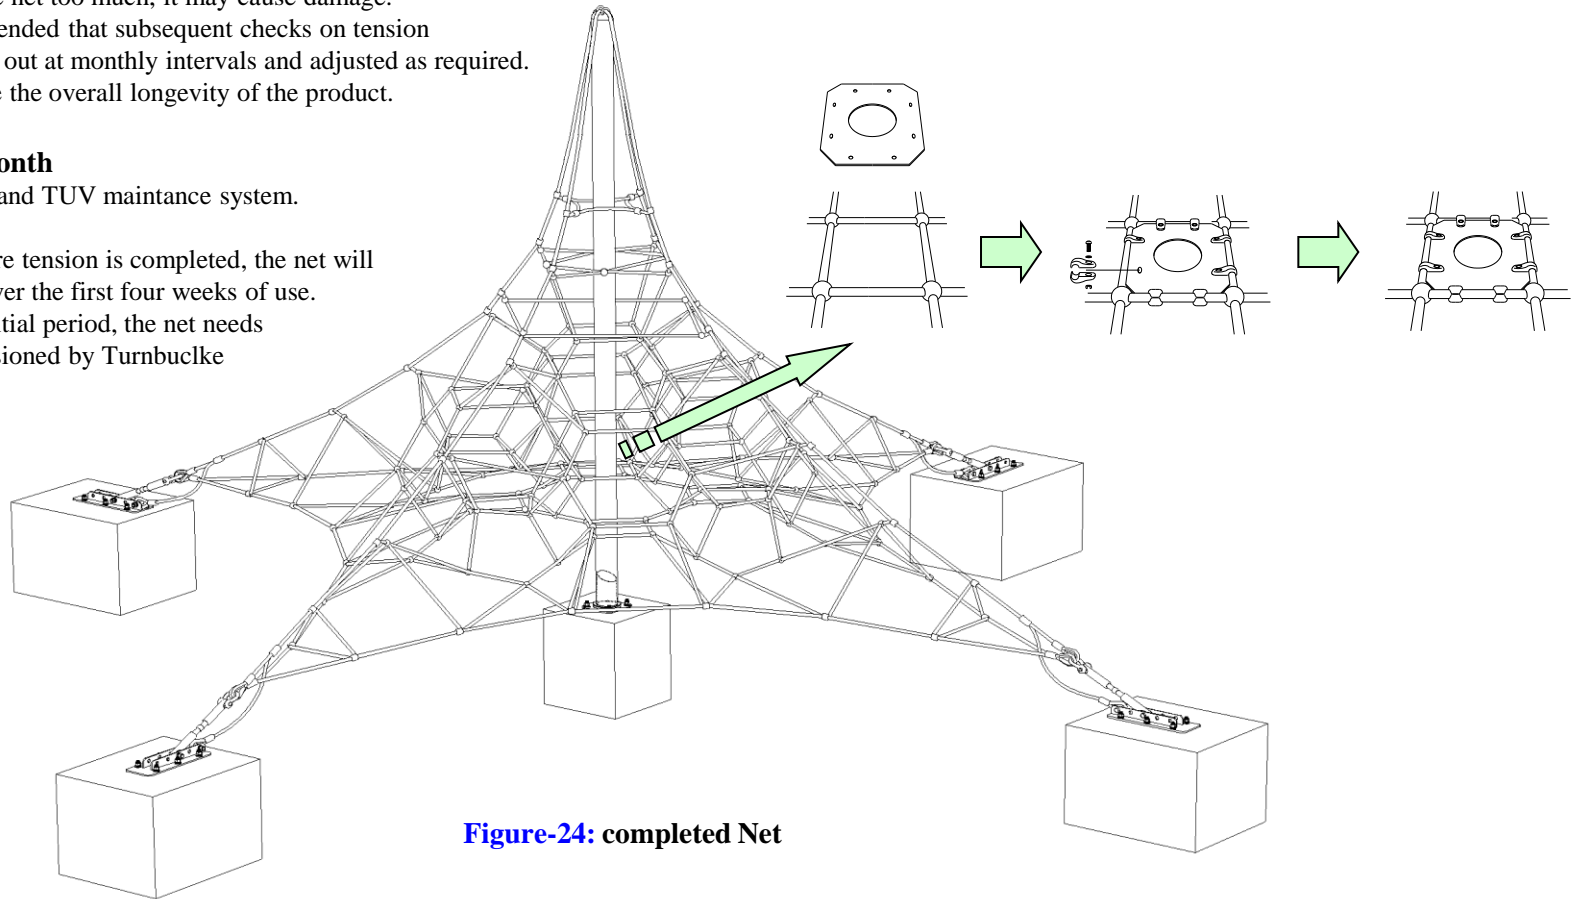 e net too much, it may cause damage.
ended that subsequent checks on tension
out at monthly intervals and adjusted as required.
e the overall longevity of the product.
onth
and TUV maintance system.
re tension is completed, the net will
ver the first four weeks of use.
itial period, the net needs
sioned by Turnbuclke
Figure-24: completed Net